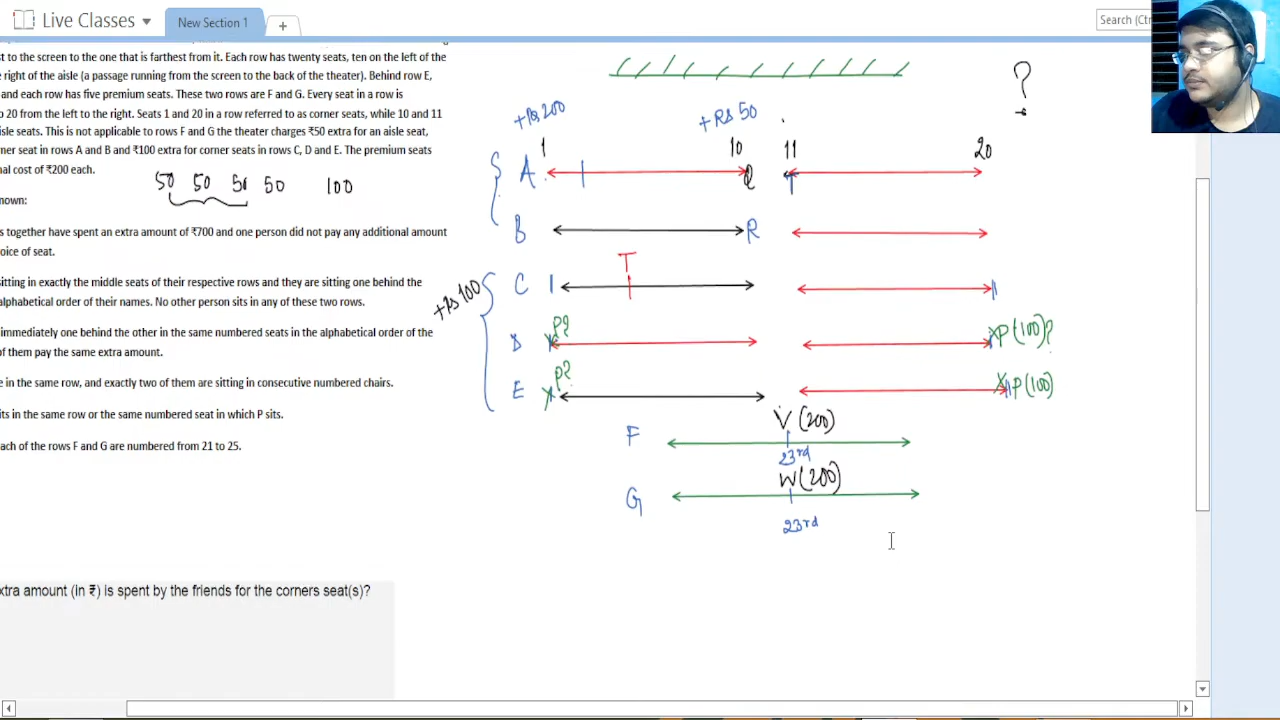 Live Classes
New Section 1
+
Search (Ctr
t to the screen to the one that is farthest from it. Each row has twenty seats, ten on the left of the
e right of the aisle (a passage running from the screen to the back of the theater). Behind row E,
and each row has five premium seats. These two rows are F and G. Every seat in a row is
o 20 from the left to the right. Seats 1 and 20 in a row referred to as corner seats, while 10 and 11
aisle seats. This is not applicable to rows F and G the theater charges ₹50 extra for an aisle seat,
ner seat in rows A and B and ₹100 extra for corner seats in rows C, D and E. The premium seats
nal cost of ₹200 each.
50 50 50 50 100
nown:
s together have spent an extra amount of ₹700 and one person did not pay any additional amount
oice of seat.
sitting in exactly the middle seats of their respective rows and they are sitting one behind the
alphabetical order of their names. No other person sits in any of these two rows.
immediately one behind the other in the same numbered seats in the alphabetical order of the
of them pay the same extra amount.
e in the same row, and exactly two of them are sitting in consecutive numbered chairs.
its in the same row or the same numbered seat in which P sits.
each of the rows F and G are numbered from 21 to 25.
xtra amount (in ₹) is spent by the friends for the corners seat(s)?
?
+Rs 200 +Rs 50
1 10 11 20
A Q
B R
T
C
+Rs 100
P? P(100)?
D
P? P(100)
E
V(200)
F
23rd
W(200)
G
23rd